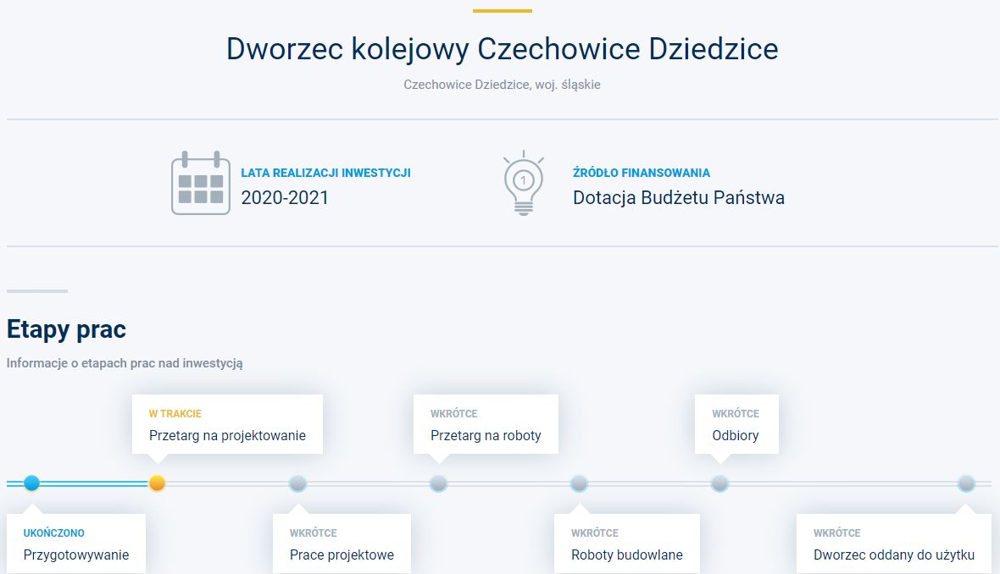 Dworzec kolejowy Czechowice Dziedzice
Czechowice Dziedzice, woj. śląskie
LATA REALIZACJI INWESTYCJI
2020-2021
1
ŹRÓDŁO FINANSOWANIA
Dotacja Budżetu Państwa
Etapy prac
Informacje o etapach prac nad inwestycją
W TRAKCIE
Przetarg na projektowanie
WKRÓTCE
Przetarg na roboty
WKRÓTCE
Odbiory
UKOŃCZONO
Przygotowywanie
WKRÓTCE
Prace projektowe
WKRÓTCE
Roboty budowlane
WKRÓTCE
Dworzec oddany do użytku